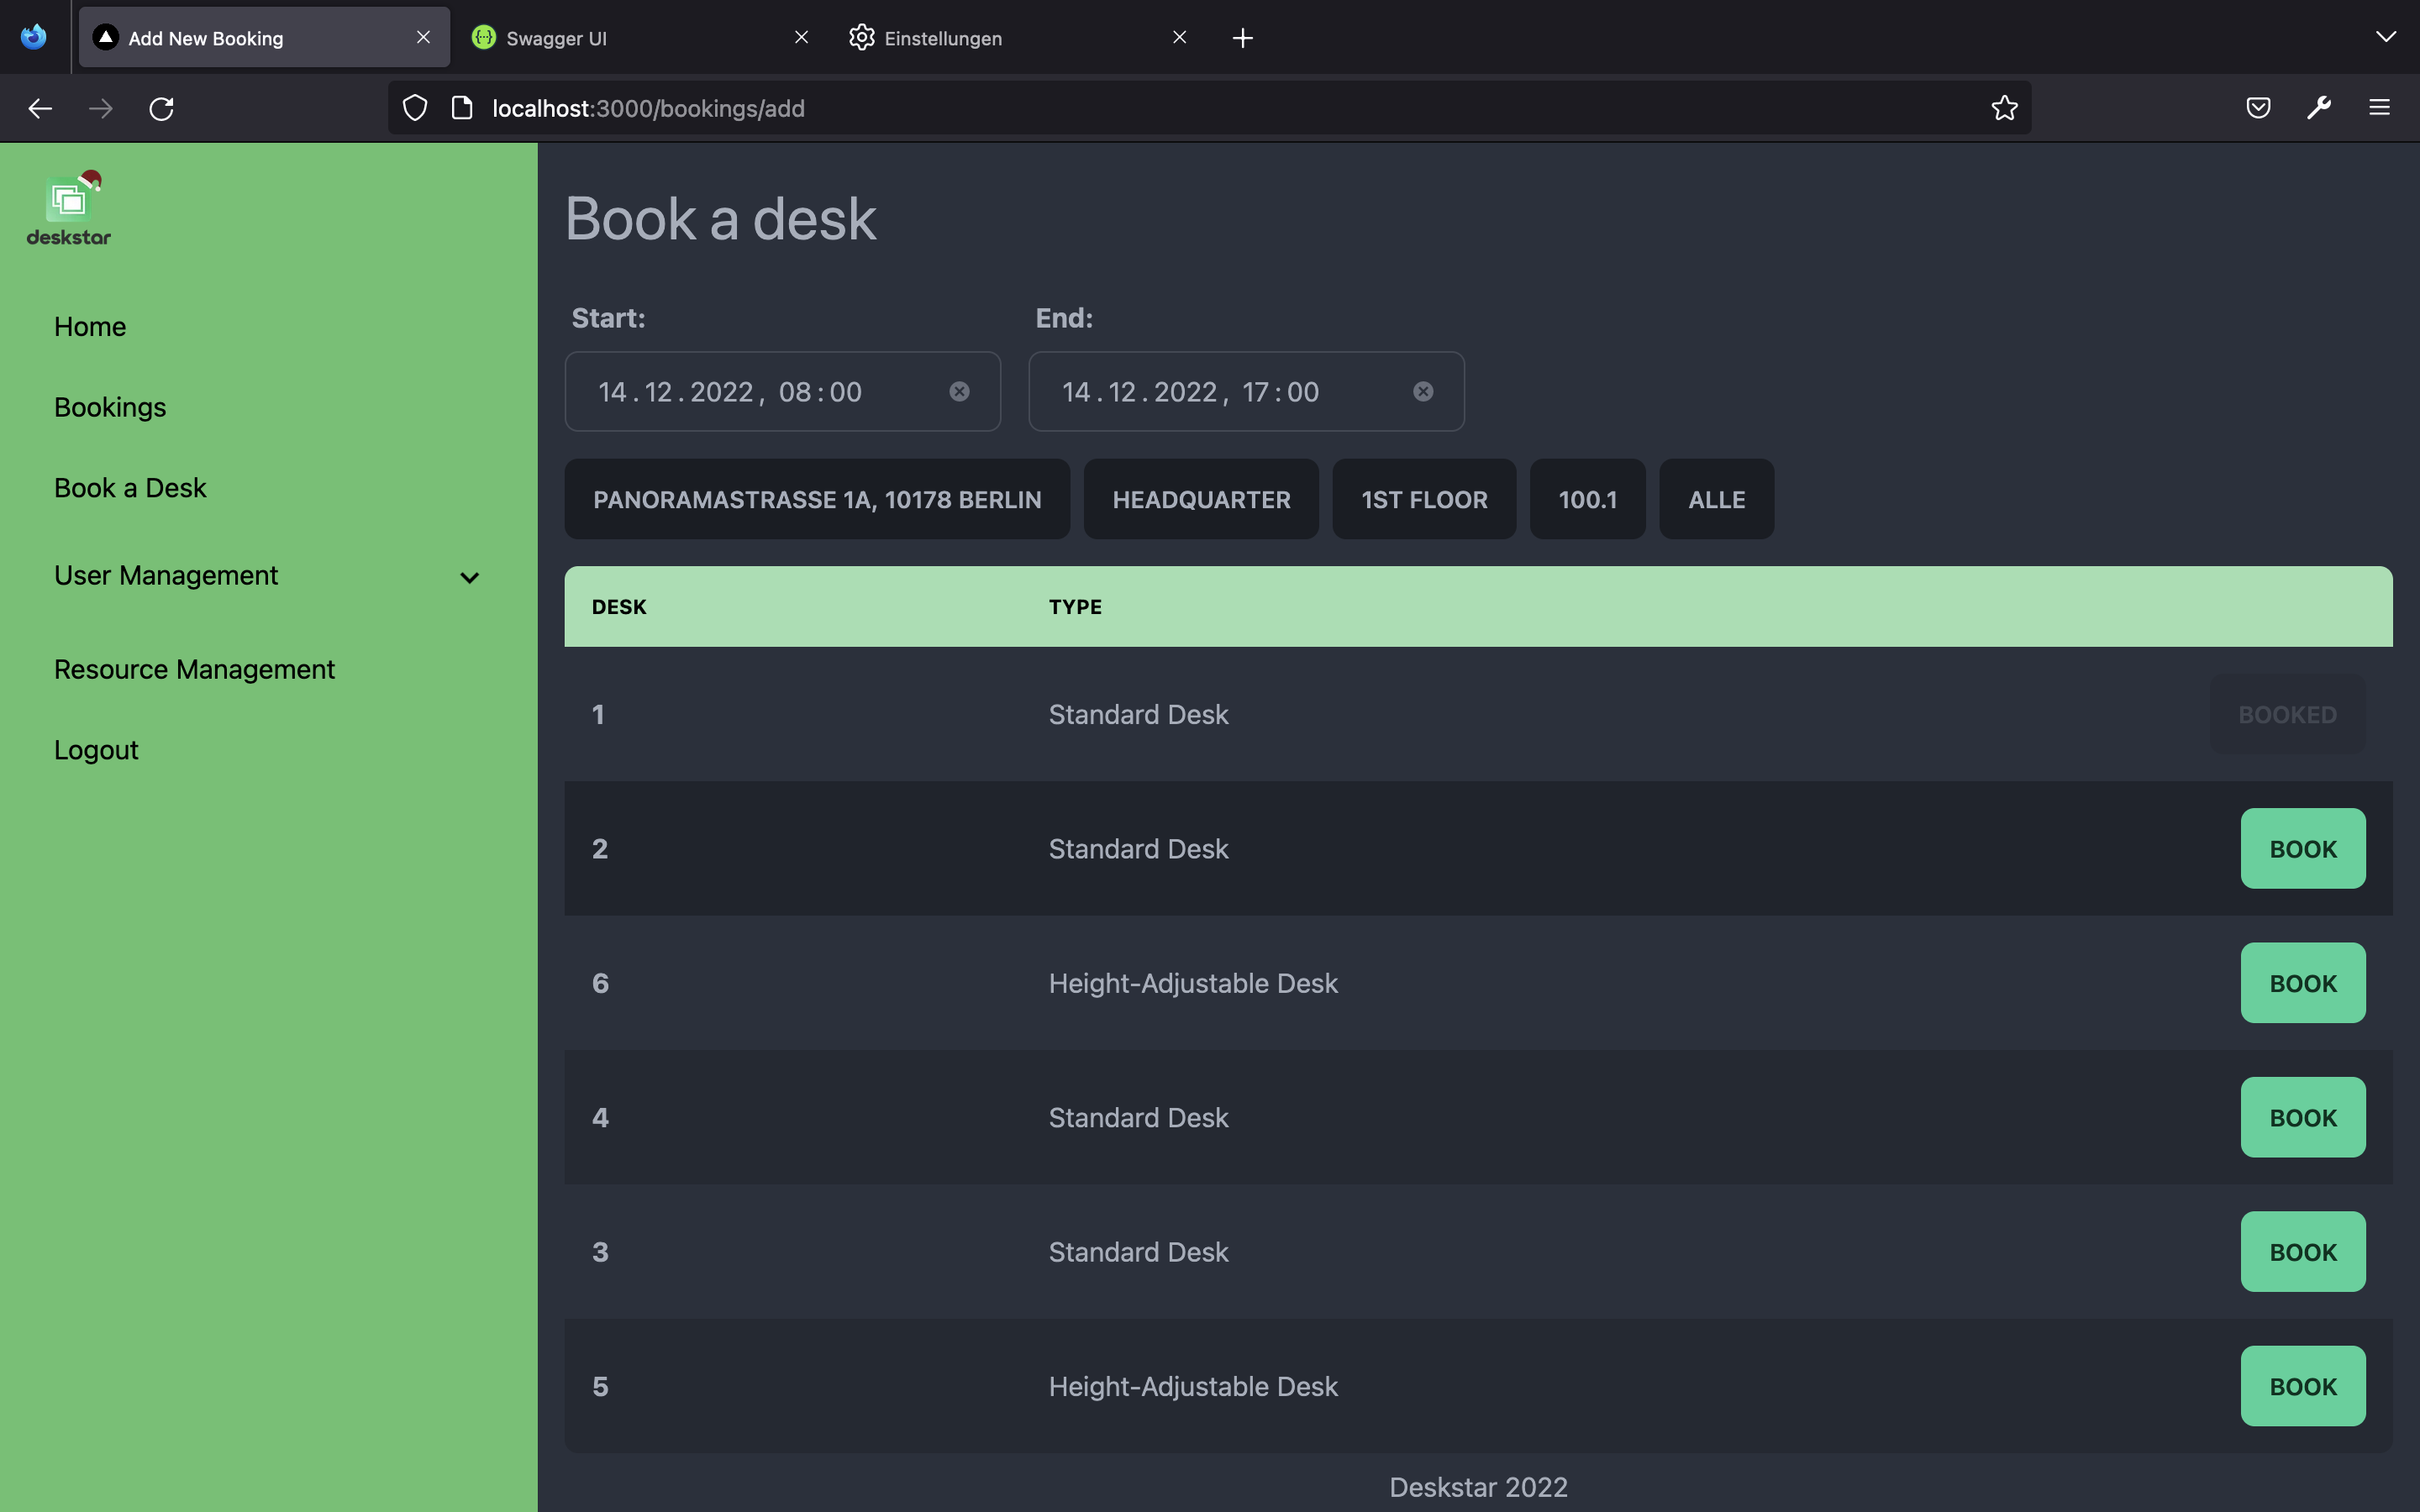 Add New Booking
Swagger UI
Einstellungen
localhost:3000/bookings/add
deskstar
Home
Bookings
Book a Desk
User Management
Resource Management
Logout
Book a desk
Start: End:
14.12.2022, 08:00 14.12.2022, 17:00
PANORAMASTRASSE 1A, 10178 BERLIN HEADQUARTER 1ST FLOOR 100.1 ALLE
DESK TYPE
1 Standard Desk BOOKED
2 Standard Desk BOOK
6 Height-Adjustable Desk BOOK
4 Standard Desk BOOK
3 Standard Desk BOOK
5 Height-Adjustable Desk BOOK
Deskstar 2022